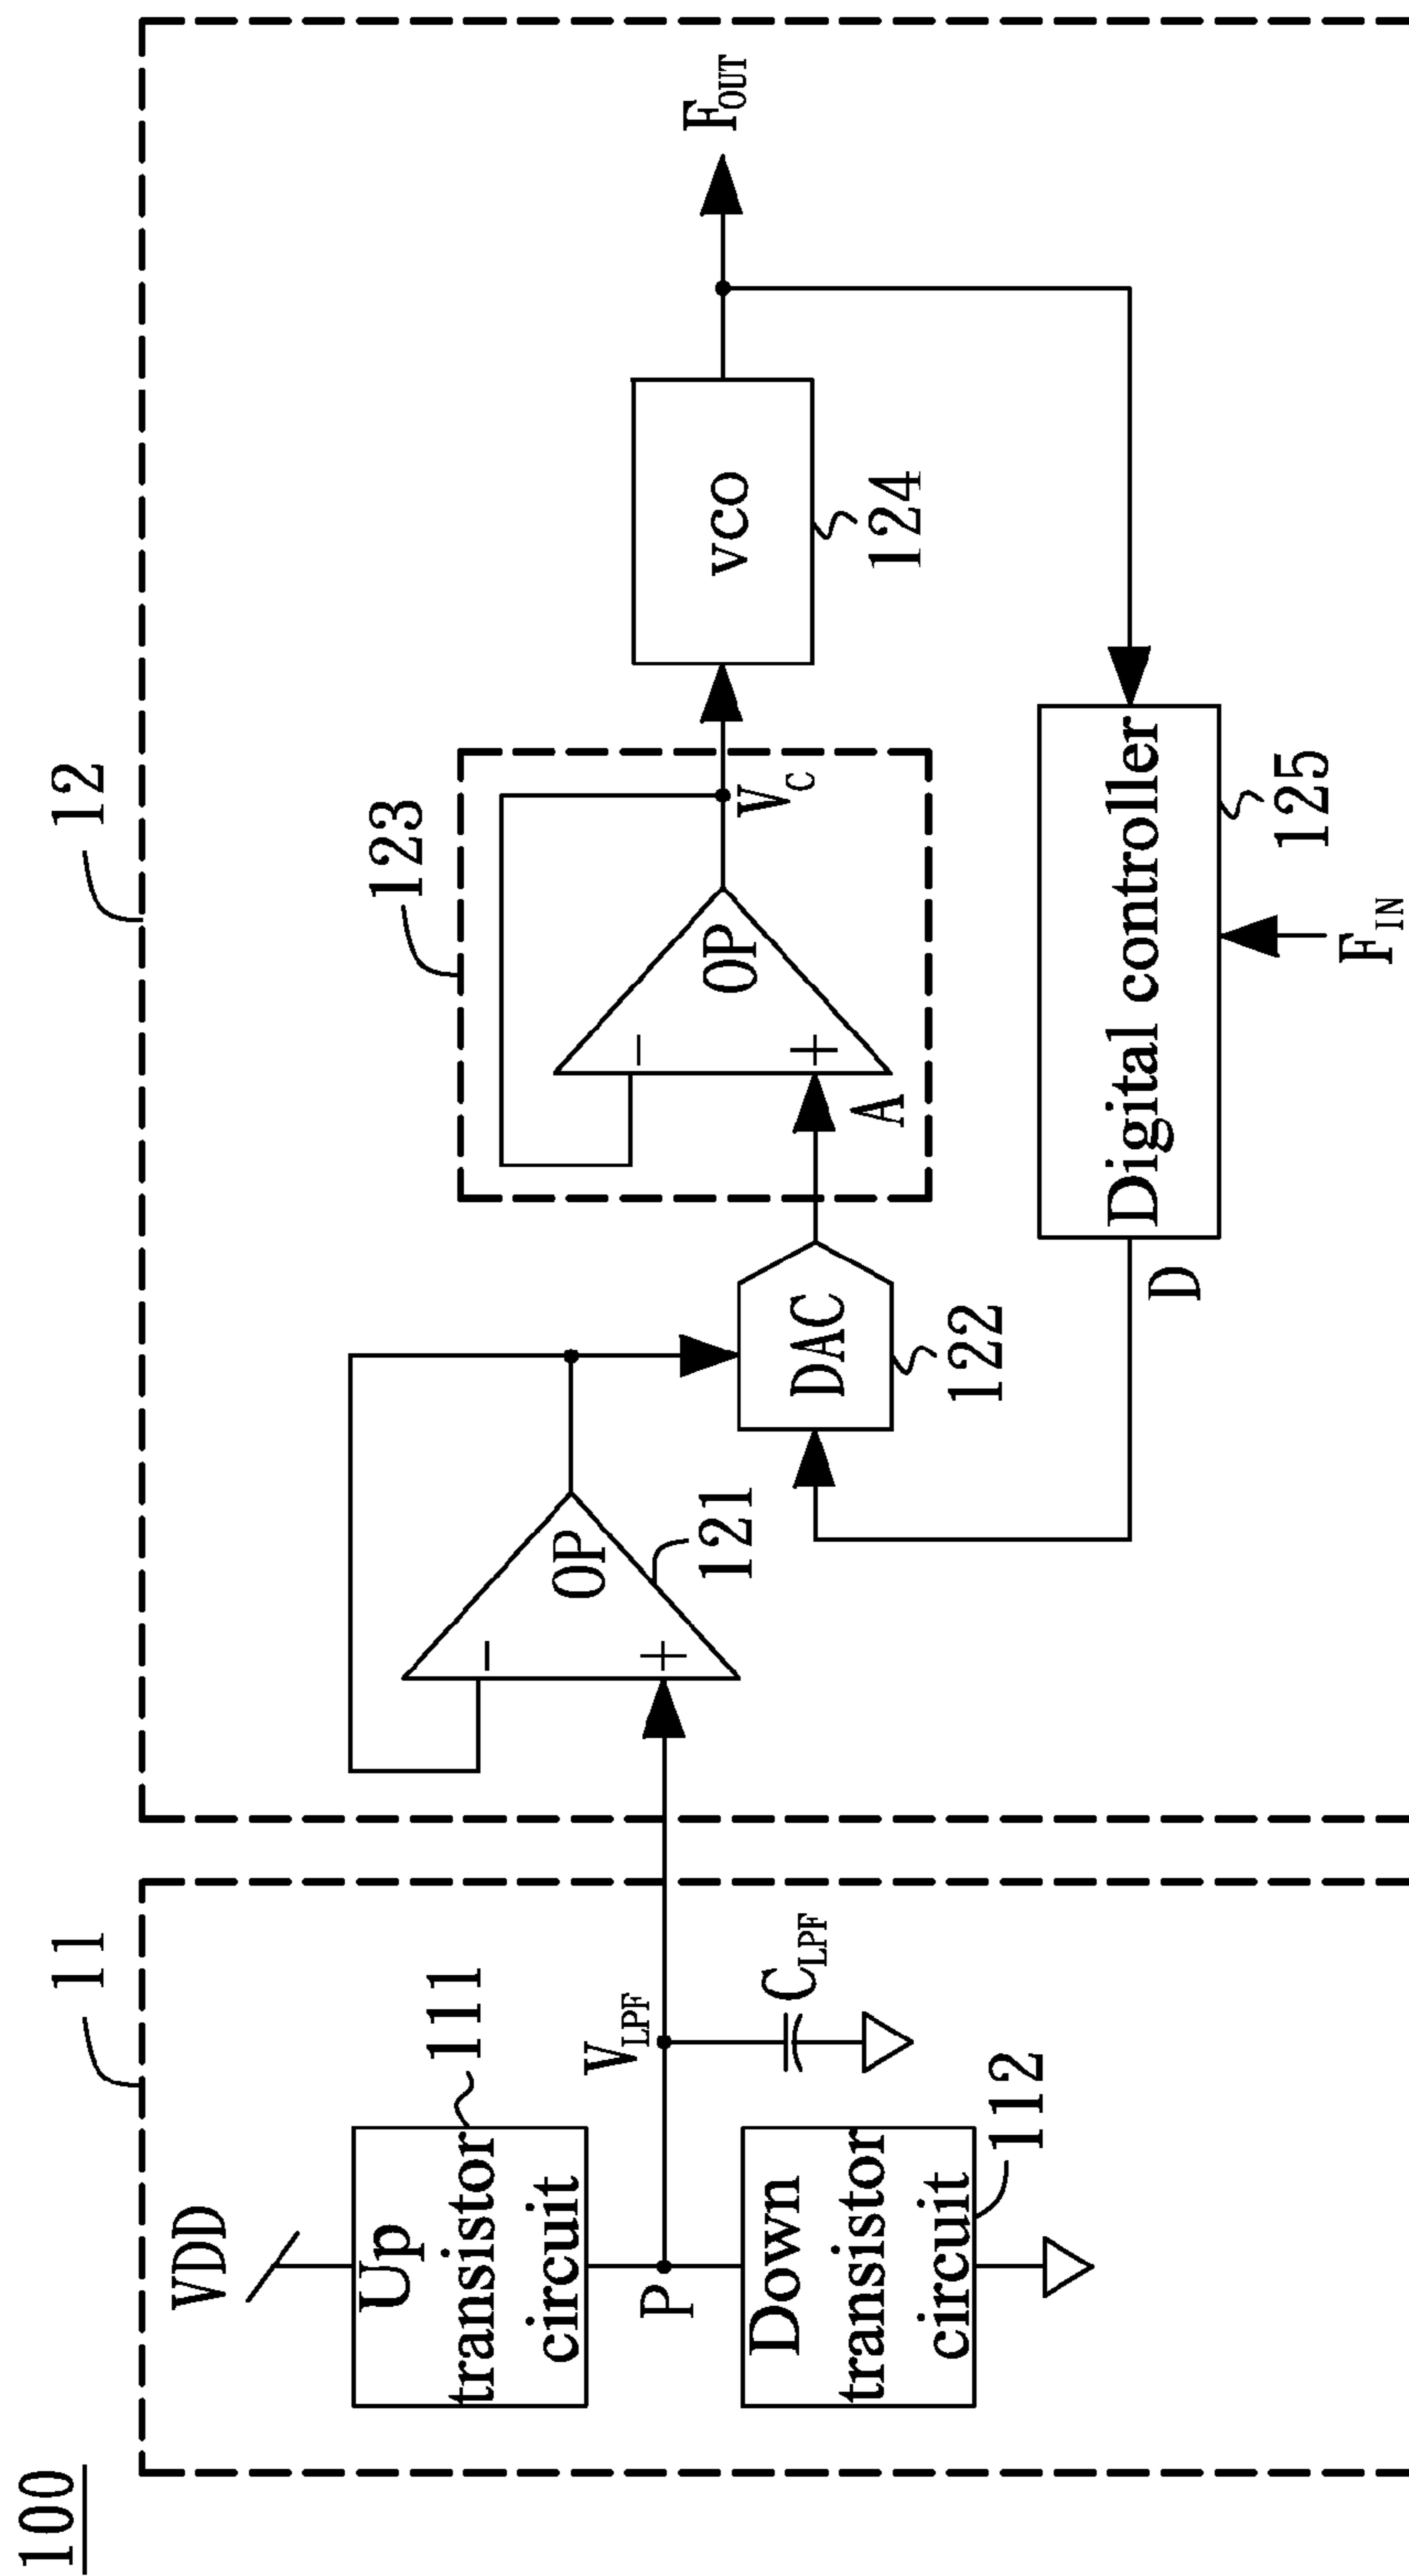 100
11
12
VDD
Up
transistor
circuit
111
P
V_LPF
C_LPF
Down
transistor
circuit
112
-
+
OP
121
DAC
122
123
-
+
OP
A
V_C
vco
124
F_OUT
Digital controller
125
D
F_IN